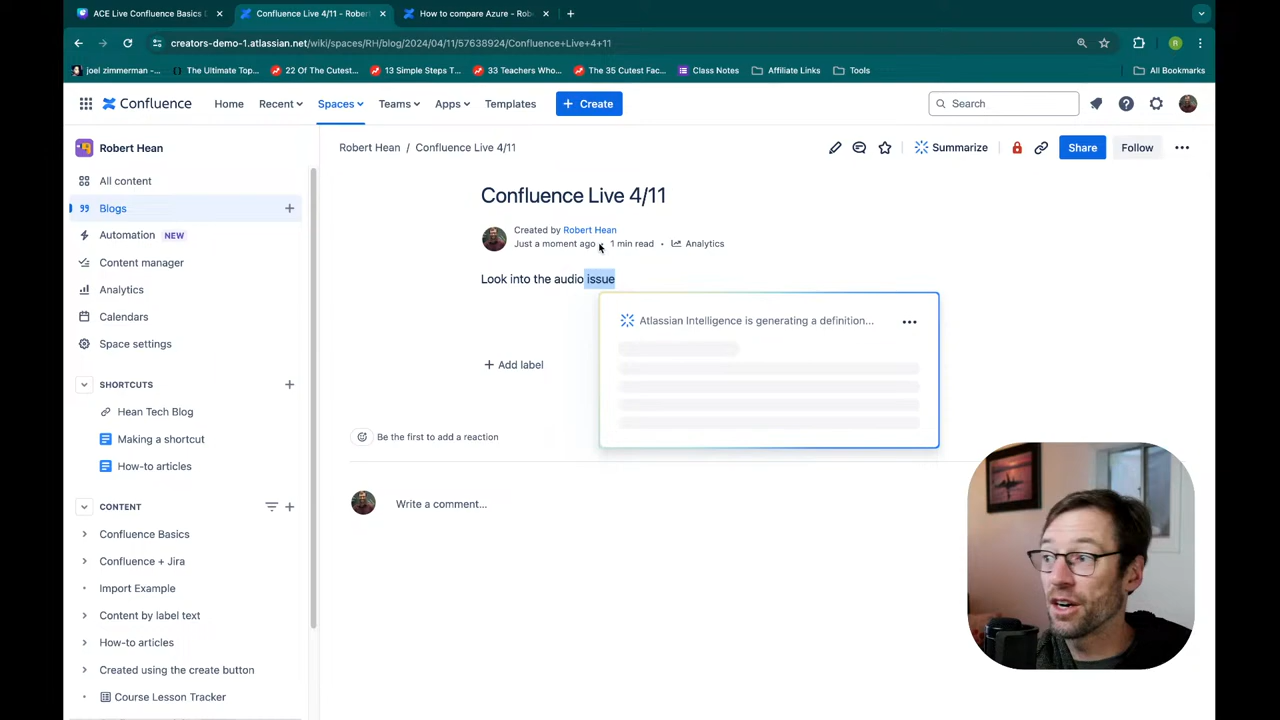 ACE Live Confluence Basics
Confluence Live 4/11 - Robert
How to compare Azure - Rob
creators-demo-1.atlassian.net/wiki/spaces/RH/blog/2024/04/11/57638924/Confluence+Live+4+11
joel zimmerman -...
The Ultimate Top...
22 Of The Cutest...
13 Simple Steps T...
33 Teachers Who...
The 35 Cutest Fac...
Class Notes
Affiliate Links
Tools
All Bookmarks
Confluence
Home
Recent
Spaces
Teams
Apps
Templates
+ Create
Search
Robert Hean
Robert Hean / Confluence Live 4/11
Summarize
Share
Follow
All content
Blogs
Automation NEW
Content manager
Analytics
Calendars
Space settings
SHORTCUTS
Hean Tech Blog
Making a shortcut
How-to articles
CONTENT
Confluence Basics
Confluence + Jira
Import Example
Content by label text
How-to articles
Created using the create button
Course Lesson Tracker
Confluence Live 4/11
Created by Robert Hean
Just a moment ago • 1 min read • Analytics
Look into the audio issue
Atlassian Intelligence is generating a definition...
+ Add label
Be the first to add a reaction
Write a comment...